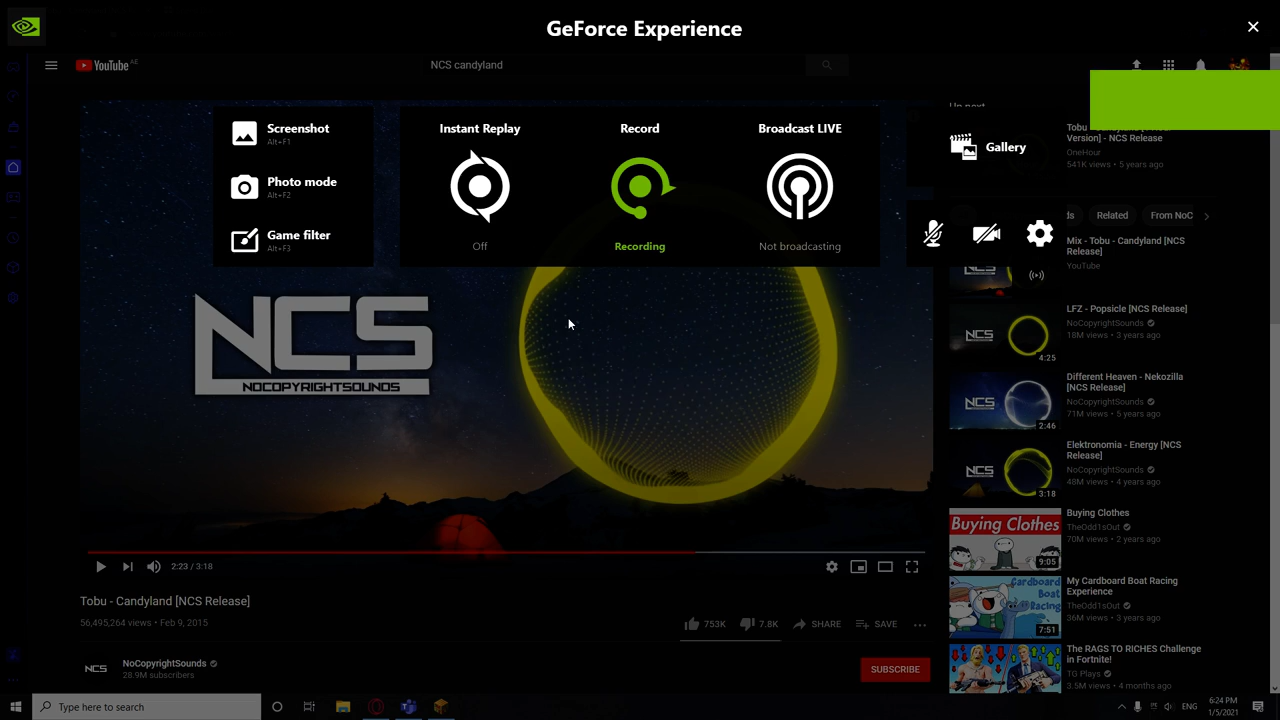 GeForce Experience
YouTube AE
NCS candyland
Screenshot
Alt+F1
Photo mode
Alt+F2
Game filter
Alt+F3
Instant Replay
Off
Record
Recording
Broadcast LIVE
Not broadcasting
Gallery
Up next
Version] - NCS Release
OneHour
541K views • 5 years ago
Related
From NoC
Mix - Tobu - Candyland [NCS
Release]
YouTube
LFZ - Popsicle [NCS Release]
NoCopyrightSounds
18M views • 3 years ago
4:25
Different Heaven - Nekozilla
[NCS Release]
NoCopyrightSounds
71M views • 5 years ago
2:46
Elektronomia - Energy [NCS
Release]
NoCopyrightSounds
48M views • 4 years ago
3:18
Buying Clothes
TheOdd1sOut
70M views • 2 years ago
Buying Clothes
9:05
My Cardboard Boat Racing
Experience
TheOdd1sOut
36M views • 3 years ago
Cardboard
Boat
Racing
7:51
The RAGS TO RICHES Challenge
in Fortnite!
TG Plays
3.5M views • 4 months ago
NCS
NOCOPYRIGHTSOUNDS
2:23 / 3:18
Tobu - Candyland [NCS Release]
56,495,264 views • Feb 9, 2015
753K
7.8K
SHARE
SAVE
NCS
NoCopyrightSounds
28.9M subscribers
SUBSCRIBE
Type here to search
ENG
6:24 PM
1/5/2021